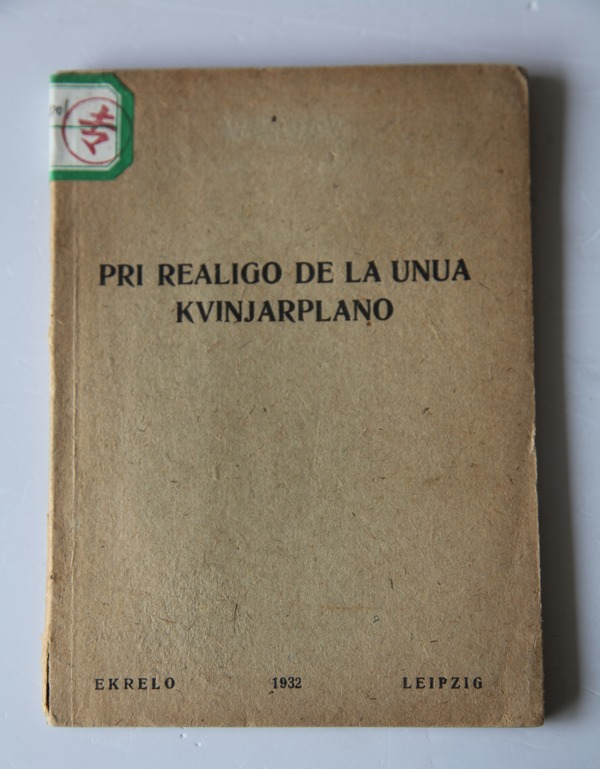 PRI REALIGO DE LA UNUA
KVINJARPLANO
EKRELO 1932 LEIPZIG